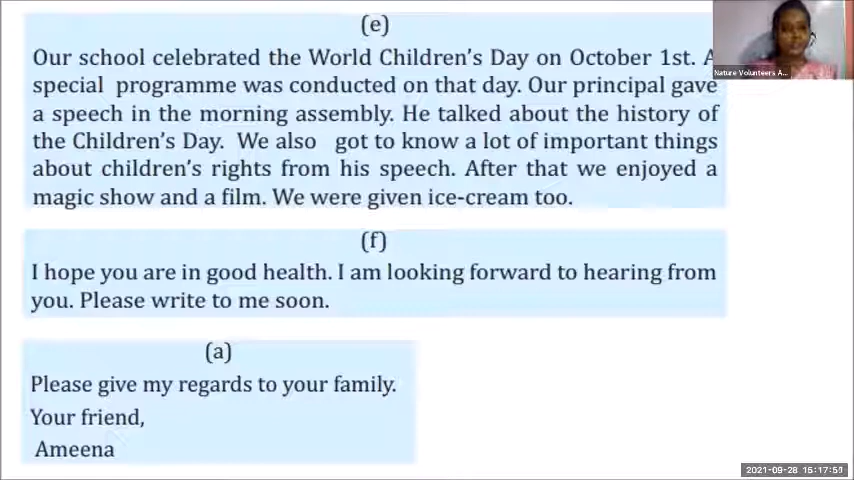 (e)
Our school celebrated the World Children's Day on October 1st. A
special programme was conducted on that day. Our principal gave
a speech in the morning assembly. He talked about the history of
the Children's Day. We also got to know a lot of important things
about children's rights from his speech. After that we enjoyed a
magic show and a film. We were given ice-cream too.
(f)
I hope you are in good health. I am looking forward to hearing from
you. Please write to me soon.
(a)
Please give my regards to your family.
Your friend,
Ameena
Nature Volunteers A...
2021-09-28 15:17:50